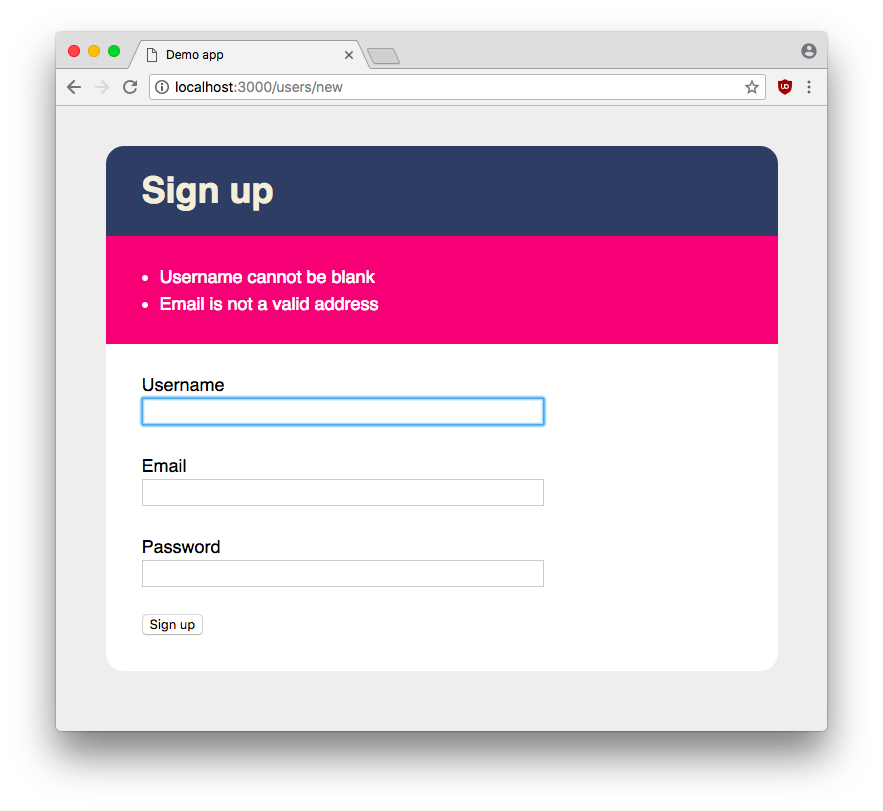 Demo app
localhost:3000/users/new
Sign up
• Username cannot be blank
• Email is not a valid address
Username
Email
Password
Sign up